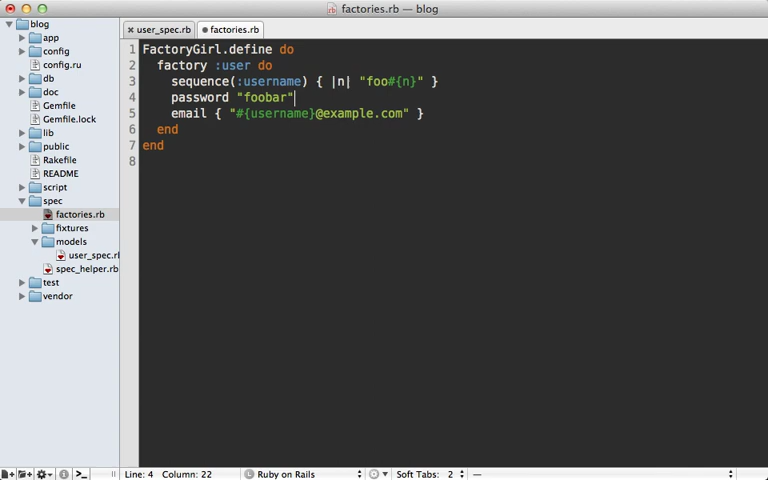 factories.rb — blog
blog
app
config
config.ru
db
doc
Gemfile
Gemfile.lock
lib
public
Rakefile
README
script
spec
factories.rb
fixtures
models
user_spec.rl
spec_helper.rb
test
vendor
user_spec.rb
factories.rb
1 FactoryGirl.define do
2 factory :user do
3 sequence(:username) { |n| "foo#{n}" }
4 password "foobar"
5 email { "#{username}@example.com" }
6 end
7 end
8
Line: 4 Column: 22 Ruby on Rails Soft Tabs: 2 —